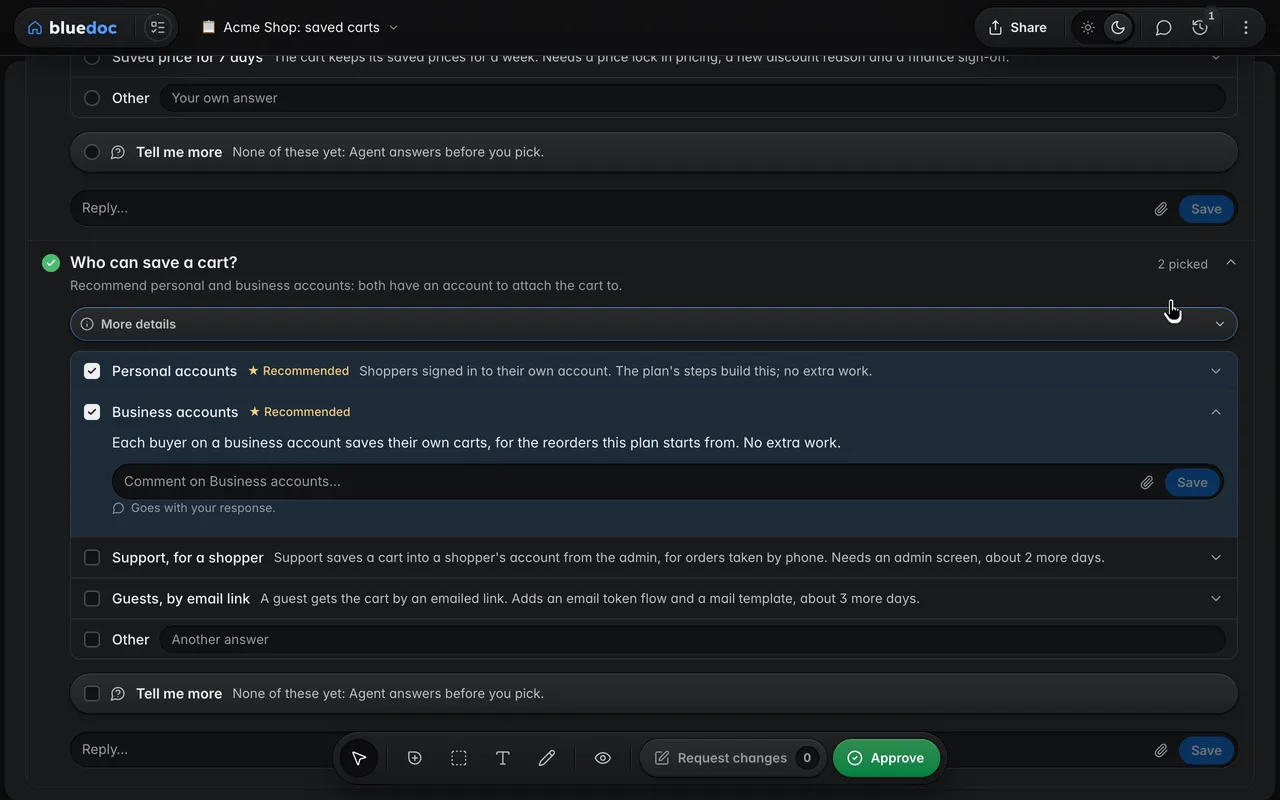 bluedoc
Acme Shop: saved carts
Share
1
Saved price for 7 days The cart keeps its saved prices for a week. Needs a price lock in pricing, a new discount reason and a finance sign-off.
Other Your own answer
Tell me more None of these yet: Agent answers before you pick.
Reply... Save
Who can save a cart? 2 picked
Recommend personal and business accounts: both have an account to attach the cart to.
More details
Personal accounts ★ Recommended Shoppers signed in to their own account. The plan's steps build this; no extra work.
Business accounts ★ Recommended
Each buyer on a business account saves their own carts, for the reorders this plan starts from. No extra work.
Comment on Business accounts... Save
Goes with your response.
Support, for a shopper Support saves a cart into a shopper's account from the admin, for orders taken by phone. Needs an admin screen, about 2 more days.
Guests, by email link A guest gets the cart by an emailed link. Adds an email token flow and a mail template, about 3 more days.
Other Another answer
Tell me more None of these yet: Agent answers before you pick.
Reply... Save
Request changes 0 Approve